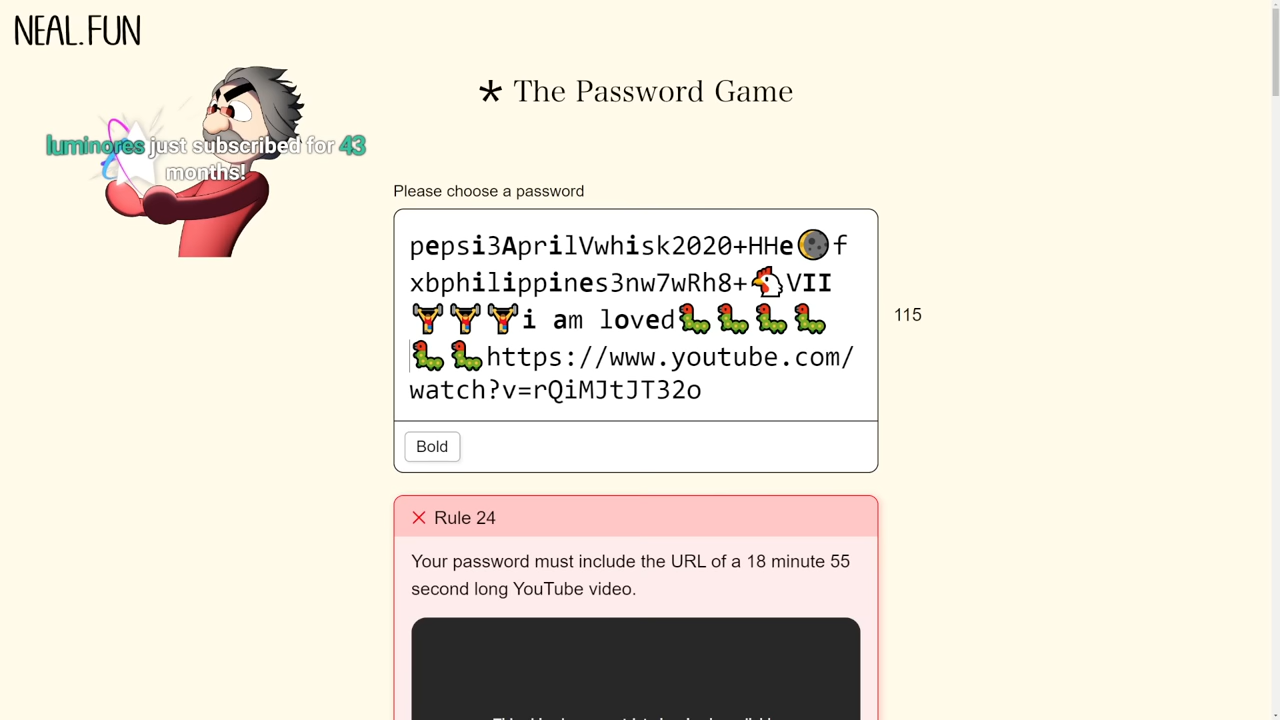 NEAL.FUN
* The Password Game
luminores just subscribed for 43
months!
Please choose a password
pepsi3AprilVwhisk2020+HHe🌘f
xbphilippines3nw7wRh8+🐔VII
🏋️🏋️🏋️i am loved🐛🐛🐛🐛
🐛🐛https://www.youtube.com/
watch?v=rQiMJtJT32o
115
Bold
Rule 24
Your password must include the URL of a 18 minute 55
second long YouTube video.